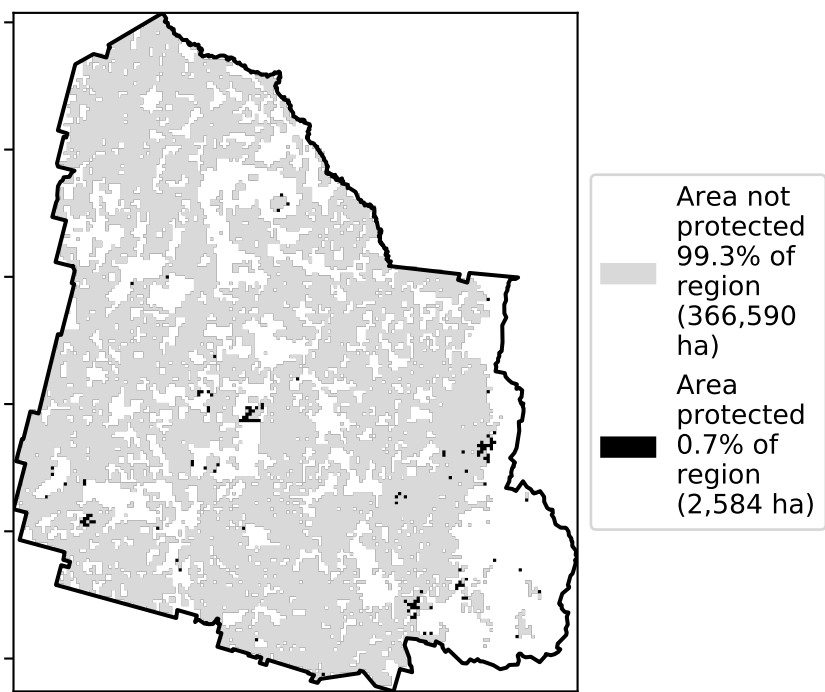 Area not
protected
99.3% of
region
(366,590
ha)
Area
protected
0.7% of
region
(2,584 ha)